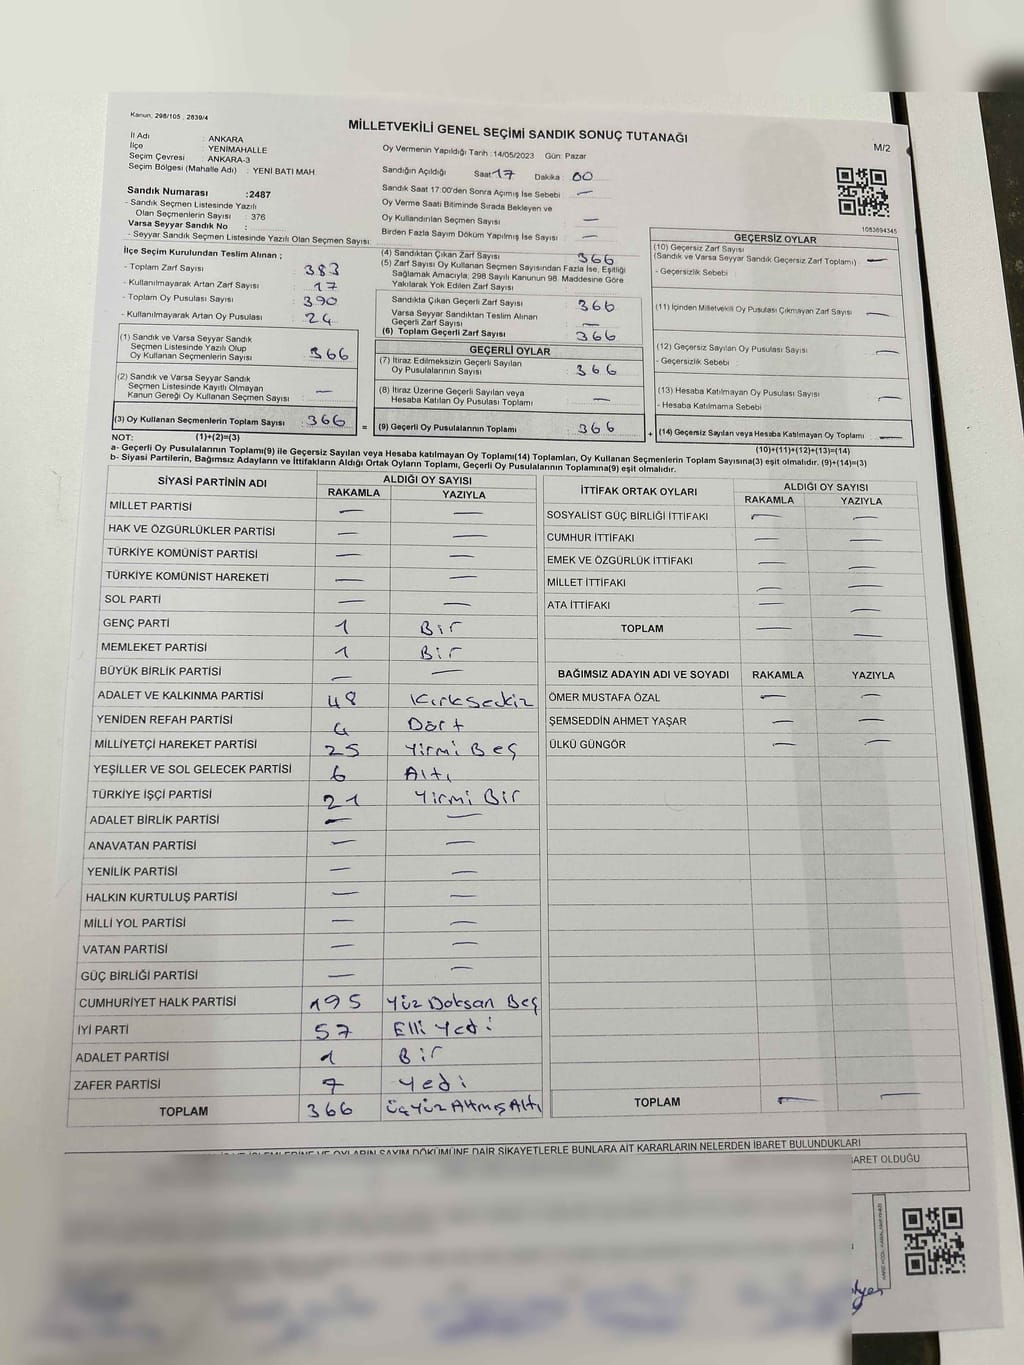 Kanun, 298/105 , 2839/4
MİLLETVEKİLİ GENEL SEÇİMİ SANDIK SONUÇ TUTANAĞI
M/2
İl Adı : ANKARA
İlçe : YENİMAHALLE
Seçim Çevresi : ANKARA-3
Seçim Bölgesi (Mahalle Adı) : YENİ BATI MAH.
Oy Vermenin Yapıldığı Tarih :14/05/2023 Gün: Pazar
Sandığın Açıldığı Saat 17 Dakika : 00
Sandık Saat 17:00'den Sonra Açımış İse Sebebi : —
Oy Verme Saati Bitiminde Sırada Bekleyen ve
Oy Kullandırılan Seçmen Sayısı : —
Birden Fazla Sayım Döküm Yapılmış İse Sayısı : —
Sandık Numarası :2487
- Sandık Seçmen Listesinde Yazılı
Olan Seçmenlerin Sayısı : 376
Varsa Seyyar Sandık No :
- Seyyar Sandık Seçmen Listesinde Yazılı Olan Seçmen Sayısı:
1083694345
İlçe Seçim Kurulundan Teslim Alınan ;
- Toplam Zarf Sayısı : 383
- Kullanılmayarak Artan Zarf Sayısı : 17
- Toplam Oy Pusulası Sayısı : 390
- Kullanılmayarak Artan Oy Pusulası : 24
(1) Sandık ve Varsa Seyyar Sandık
Seçmen Listesinde Yazılı Olup
Oy Kullanan Seçmenlerin Sayısı : 366
(2) Sandık ve Varsa Seyyar Sandık
Seçmen Listesinde Kayıtlı Olmayan
Kanun Gereği Oy Kullanan Seçmen Sayısı : —
(3) Oy Kullanan Seçmenlerin Toplam Sayısı : 366
(4) Sandıktan Çıkan Zarf Sayısı : 366
(5) Zarf Sayısı Oy Kullanan Seçmen Sayısından Fazla İse, Eşitliği
Sağlamak Amacıyla, 298 Sayılı Kanunun 98. Maddesine Göre
Yakılarak Yok Edilen Zarf Sayısı :
Sandıkta Çıkan Geçerli Zarf Sayısı : 366
Varsa Seyyar Sandıktan Teslim Alınan
Geçerli Zarf Sayısı : —
(6) Toplam Geçerli Zarf Sayısı : 366
GEÇERLİ OYLAR
(7) İtiraz Edilmeksizin Geçerli Sayılan
Oy Pusulalarının Sayısı : 366
(8) İtiraz Üzerine Geçerli Sayılan veya
Hesaba Katılan Oy Pusulası Toplamı : —
= (9) Geçerli Oy Pusulalarının Toplamı : 366
GEÇERSİZ OYLAR
(10) Geçersiz Zarf Sayısı
(Sandık ve Varsa Seyyar Sandık Geçersiz Zarf Toplamı) : —
- Geçersizlik Sebebi :
(11) İçinden Milletvekili Oy Pusulası Çıkmayan Zarf Sayısı : —
(12) Geçersiz Sayılan Oy Pusulası Sayısı : —
- Geçersizlik Sebebi :
(13) Hesaba Katılmayan Oy Pusulası Sayısı : —
- Hesaba Katılmama Sebebi :
+ (14) Geçersiz Sayılan veya Hesaba Katılmayan Oy Toplamı : —
NOT: (1)+(2)=(3) (10)+(11)+(12)+(13)=(14)
a- Geçerli Oy Pusulaların Toplamı(9) ile Geçersiz Sayılan veya Hesaba katılmayan Oy Toplamı(14) Toplamları, Oy Kullanan Seçmenlerin Toplam Sayısına(3) eşit olmalıdır. (9)+(14)=(3)
b- Siyasi Partilerin, Bağımsız Adayların ve İttifakların Aldığı Ortak Oyların Toplamı, Geçerli Oy Pusulalarının Toplamına(9) eşit olmalıdır.
SİYASİ PARTİNİN ADI ALDIĞI OY SAYISI
RAKAMLA YAZIYLA
MİLLET PARTİSİ — —
HAK VE ÖZGÜRLÜKLER PARTİSİ — —
TÜRKİYE KOMÜNİST PARTİSİ — —
TÜRKİYE KOMÜNİST HAREKETİ — —
SOL PARTİ — —
GENÇ PARTİ 1 Bir
MEMLEKET PARTİSİ 1 Bir
BÜYÜK BİRLİK PARTİSİ — —
ADALET VE KALKINMA PARTİSİ 48 Kırksekiz
YENİDEN REFAH PARTİSİ 4 Dört
MİLLİYETÇİ HAREKET PARTİSİ 25 Yirmi Beş
YEŞİLLER VE SOL GELECEK PARTİSİ 6 Altı
TÜRKİYE İŞÇİ PARTİSİ 21 Yirmi Bir
ADALET BİRLİK PARTİSİ — —
ANAVATAN PARTİSİ — —
YENİLİK PARTİSİ — —
HALKIN KURTULUŞ PARTİSİ — —
MİLLİ YOL PARTİSİ — —
VATAN PARTİSİ — —
GÜÇ BİRLİĞİ PARTİSİ — —
CUMHURİYET HALK PARTİSİ 195 Yüz Doksan Beş
İYİ PARTİ 57 Elli Yedi
ADALET PARTİSİ 1 Bir
ZAFER PARTİSİ 7 Yedi
TOPLAM 366 ÜçYüz AltmışAltı
İTTİFAK ORTAK OYLARI ALDIĞI OY SAYISI
RAKAMLA YAZIYLA
SOSYALİST GÜÇ BİRLİĞİ İTTİFAKI — —
CUMHUR İTTİFAKI — —
EMEK VE ÖZGÜRLÜK İTTİFAKI — —
MİLLET İTTİFAKI — —
ATA İTTİFAKI — —
TOPLAM — —
BAĞIMSIZ ADAYIN ADI VE SOYADI RAKAMLA YAZIYLA
ÖMER MUSTAFA ÖZAL — —
ŞEMSEDDİN AHMET YAŞAR — —
ÜLKÜ GÜNGÖR — —
TOPLAM — —
İŞLEMLERİNE VE OYLARIN SAYIM DÖKÜMÜNE DAİR ŞİKAYETLERLE BUNLARA AİT KARARLARIN NELERDEN İBARET BULUNDUKLARI
İBARET OLDUĞU